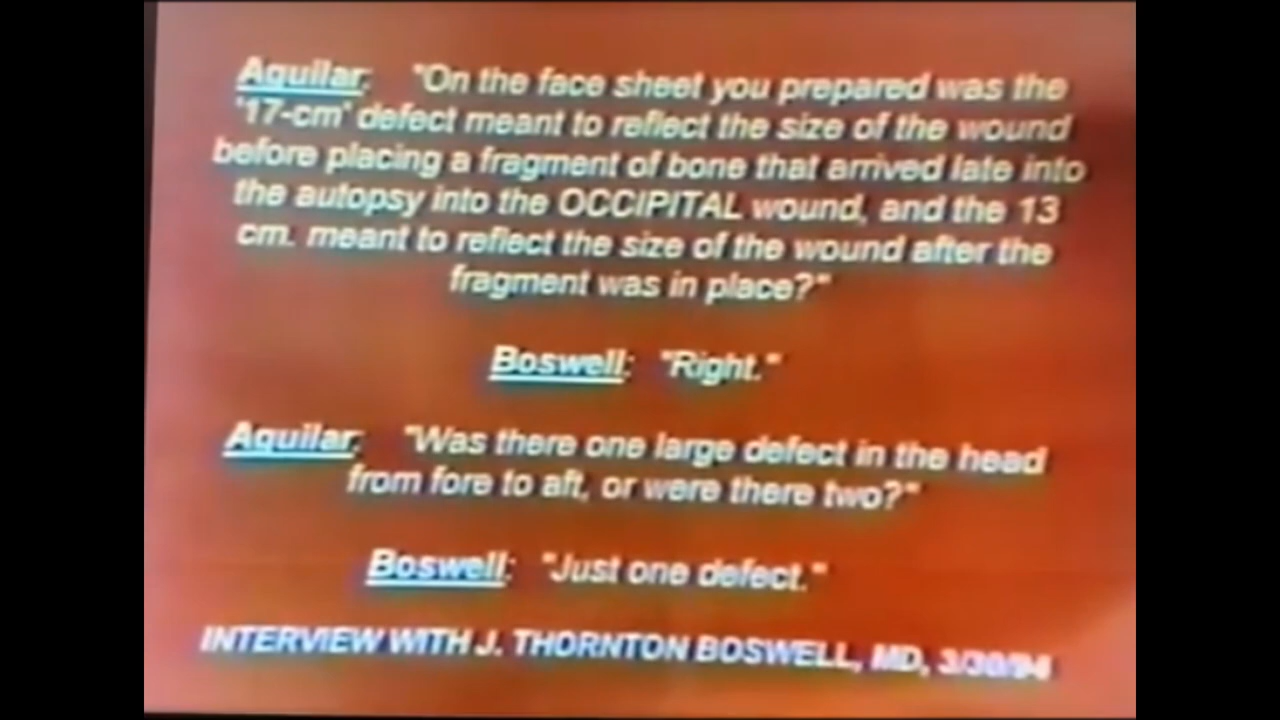 Aguilar: "On the face sheet you prepared was the
'17-cm' defect meant to reflect the size of the wound
before placing a fragment of bone that arrived late into
the autopsy into the OCCIPITAL wound, and the 13
cm. meant to reflect the size of the wound after the
fragment was in place?"
Boswell: "Right."
Aguilar: "Was there one large defect in the head
from fore to aft, or were there two?"
Boswell: "Just one defect."
INTERVIEW WITH J. THORNTON BOSWELL, MD, 3/30/94